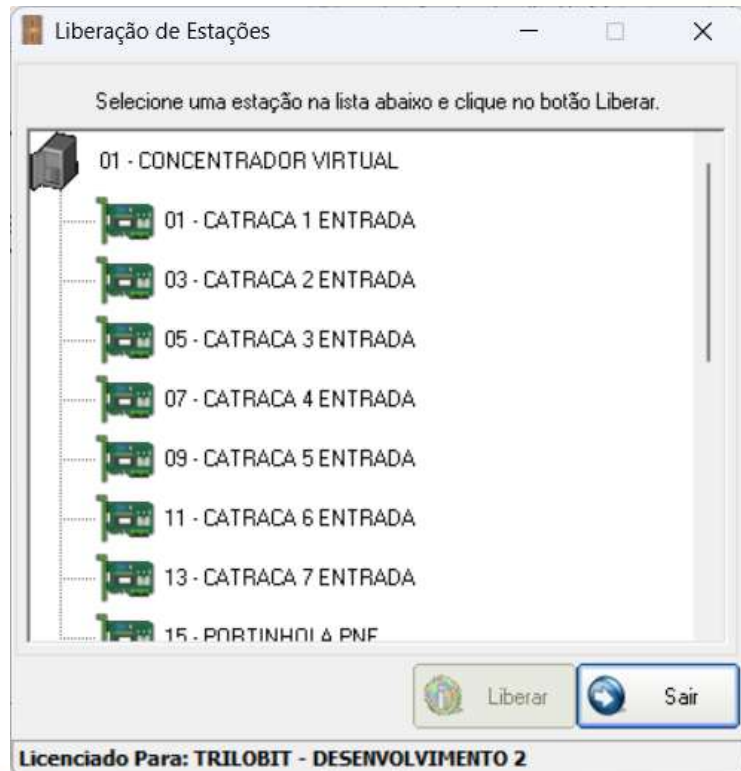 Liberação de Estações
Selecione uma estação na lista abaixo e clique no botão Liberar.
01 - CONCENTRADOR VIRTUAL
01 - CATRACA 1 ENTRADA
03 - CATRACA 2 ENTRADA
05 - CATRACA 3 ENTRADA
07 - CATRACA 4 ENTRADA
09 - CATRACA 5 ENTRADA
11 - CATRACA 6 ENTRADA
13 - CATRACA 7 ENTRADA
15 - PORTINHOLA PNE
Liberar Sair
Licenciado Para: TRILOBIT - DESENVOLVIMENTO 2